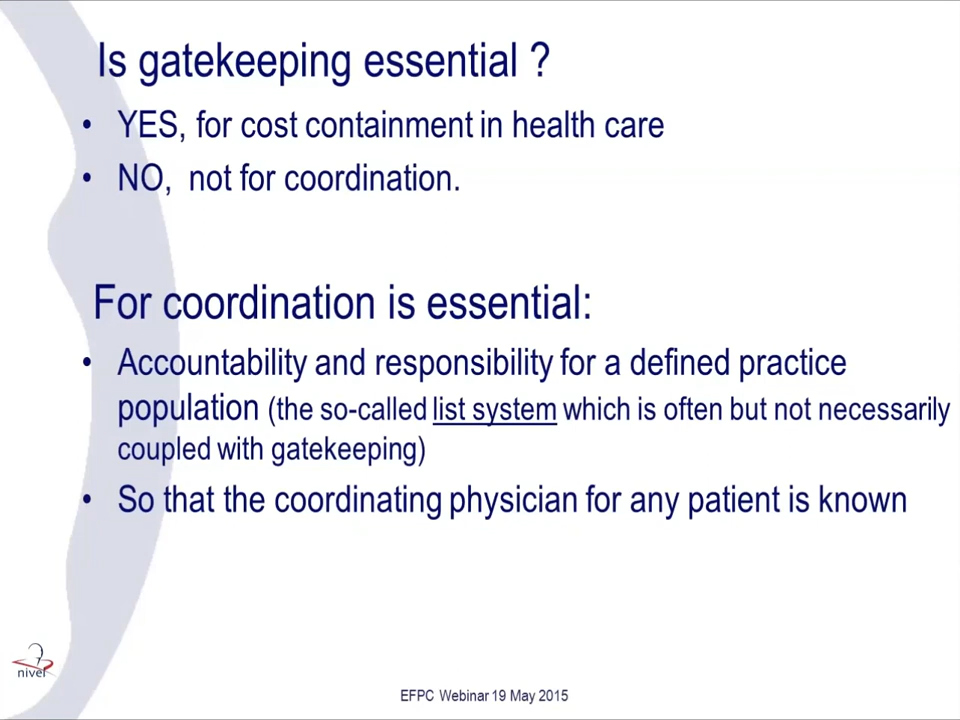 Is gatekeeping essential ?
• YES, for cost containment in health care
• NO, not for coordination.
For coordination is essential:
• Accountability and responsibility for a defined practice
population (the so-called list system which is often but not necessarily
coupled with gatekeeping)
• So that the coordinating physician for any patient is known
nivel
EFPC Webinar 19 May 2015